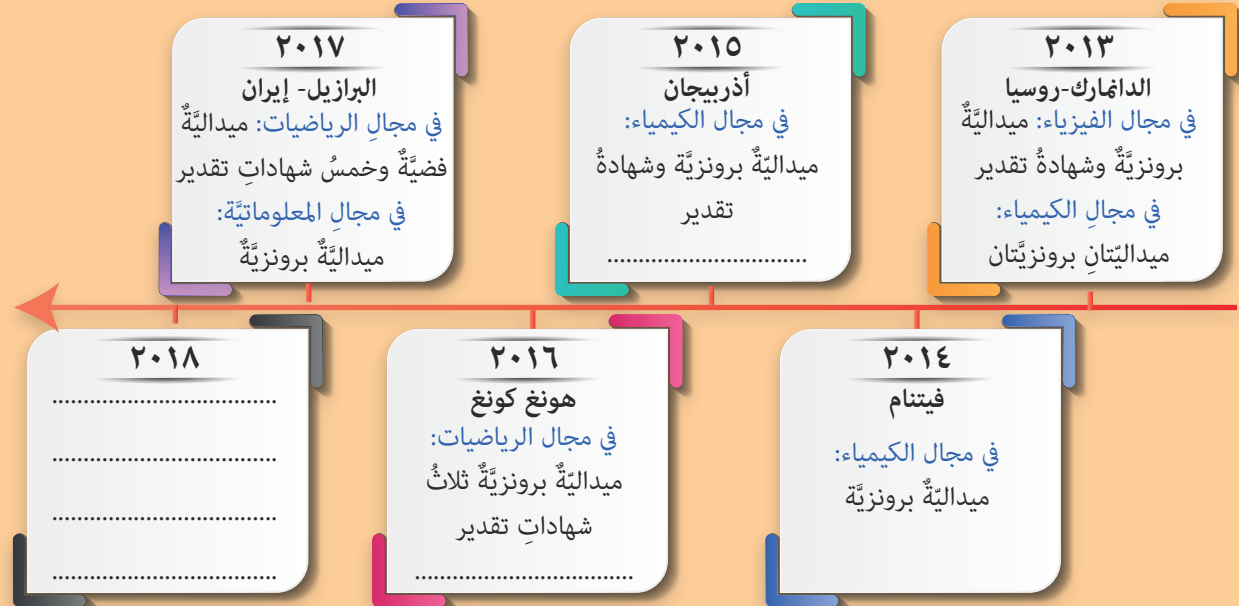 ٢٠١٣
الدانمارك-روسيا
في مجال الفيزياء: ميداليَّةٌ
برونزيَّةٌ وشهادةُ تقدير
في مجالِ الكيمياء:
ميداليّتانِ برونزيَّتان
٢٠١٤
فيتنام
في مجال الكيمياء:
ميداليّةٌ برونزيَّة
٢٠١٥
أذربيجان
في مجال الكيمياء:
ميداليّةٌ برونزيَّة وشهادةُ
تقدير
................................
٢٠١٦
هونغ كونغ
في مجال الرياضيات:
ميداليّةٌ برونزيَّةٌ ثلاثُ
شهاداتِ تقدير
...................................
٢٠١٧
البرازيل- إيران
في مجالِ الرياضيات: ميداليَّةٌ
فضيَّةٌ وخمسُ شهاداتِ تقدير
في مجالِ المعلوماتيَّة:
ميداليَّةٌ برونزيَّةٌ
٢٠١٨
....................................
....................................
....................................
....................................